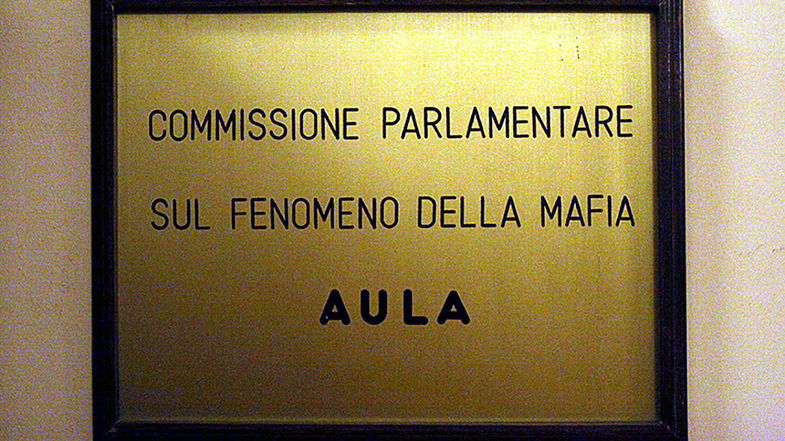 COMMISSIONE PARLAMENTARE
SUL FENOMENO DELLA MAFIA
AULA